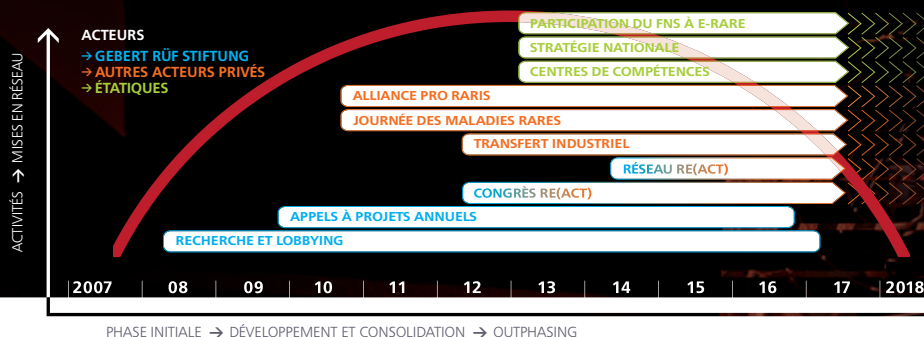 ACTEURS
→ GEBERT RÜF STIFTUNG
→ AUTRES ACTEURS PRIVÉS
→ ÉTATIQUES
ACTIVITÉS → MISES EN RÉSEAU
PARTICIPATION DU FNS À E-RARE
STRATÉGIE NATIONALE
CENTRES DE COMPÉTENCES
ALLIANCE PRO RARIS
JOURNÉE DES MALADIES RARES
TRANSFERT INDUSTRIEL
RÉSEAU RE(ACT)
CONGRÈS RE(ACT)
APPELS À PROJETS ANNUELS
RECHERCHE ET LOBBYING
2007 08 09 10 11 12 13 14 15 16 17 2018
PHASE INITIALE → DÉVELOPPEMENT ET CONSOLIDATION → OUTPHASING